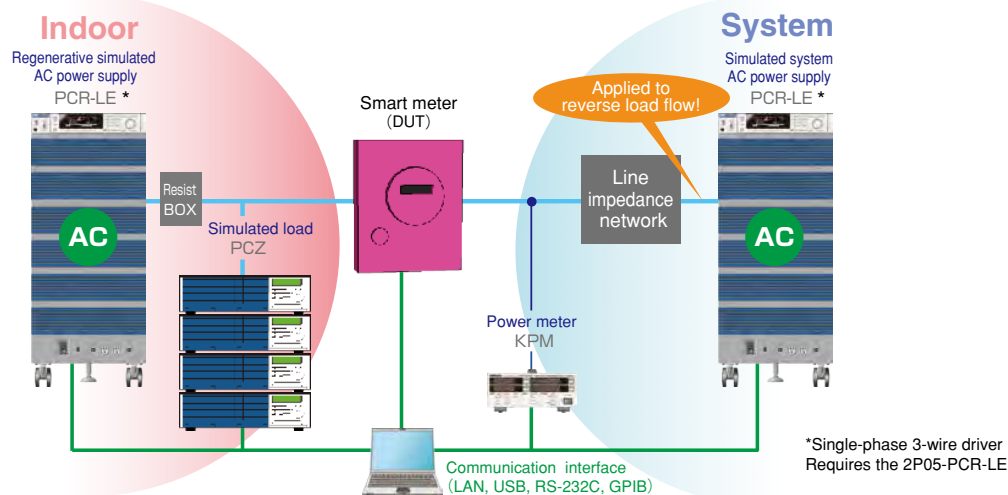 Indoor
Regenerative simulated
AC power supply
PCR-LE *
AC
Resist
BOX
Simulated load
PCZ
Smart meter
(DUT)
Applied to
reverse load flow!
System
Simulated system
AC power supply
PCR-LE *
Line
impedance
network
AC
Power meter
KPM
Communication interface
(LAN, USB, RS-232C, GPIB)
*Single-phase 3-wire driver
Requires the 2P05-PCR-LE